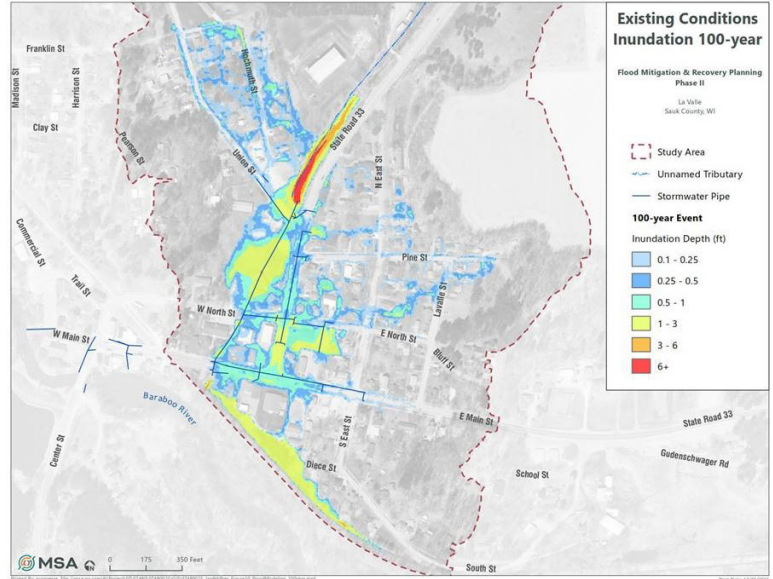 Existing Conditions
Inundation 100-year
Flood Mitigation & Recovery Planning
Phase II
La Valle
Sauk County, WI
Study Area
Unnamed Tributary
Stormwater Pipe
100-year Event
Inundation Depth (ft)
0.1 - 0.25
0.25 - 0.5
0.5 - 1
1 - 3
3 - 6
6+
Franklin St
Madison St
Harrison St
Clay St
Pearson St
Hochmuth St
Union St
State Road 33
N East St
Commercial St
Trail St
Pine St
Lavalle St
W North St
E North St
Bluff St
W Main St
Baraboo River
E Main St
State Road 33
Gudenschwager Rd
S East St
Center St
Diece St
School St
South St
MSA
N
0 175 350 Feet